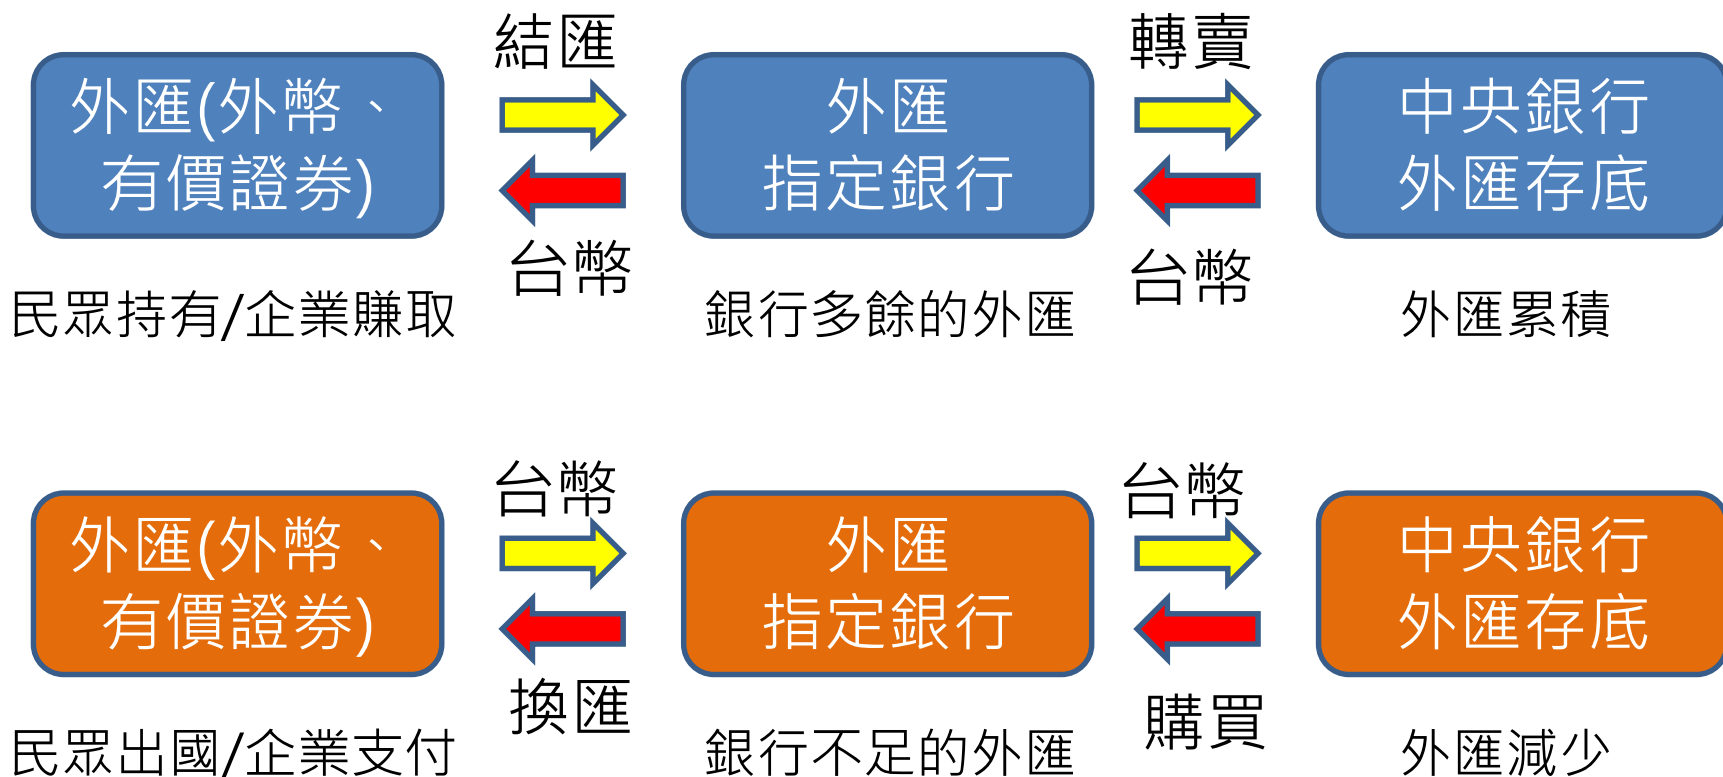 結匯
轉賣
外匯(外幣、
有價證券)
外匯
指定銀行
中央銀行
外匯存底
台幣
台幣
民眾持有/企業賺取
銀行多餘的外匯
外匯累積
台幣
台幣
外匯(外幣、
有價證券)
外匯
指定銀行
中央銀行
外匯存底
換匯
購買
民眾出國/企業支付
銀行不足的外匯
外匯減少